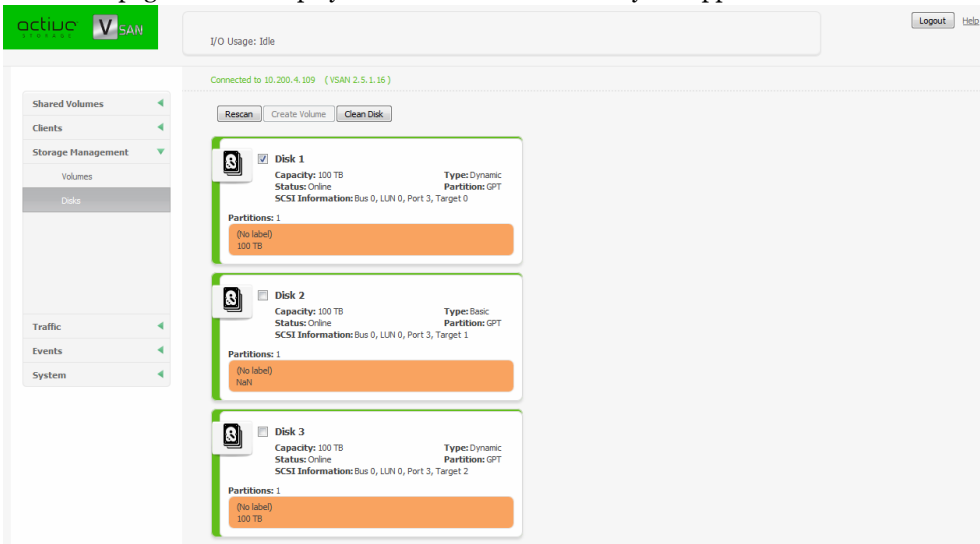 active V SAN
STORAGE
I/O Usage: Idle
Logout Help
Connected to 10.200.4.109 (VSAN 2.5.1.16)
Shared Volumes
Clients
Storage Management
Volumes
Disks
Traffic
Events
System
Rescan Create Volume Clean Disk
Disk 1
Capacity: 100 TB Type: Dynamic
Status: Online Partition: GPT
SCSI Information: Bus 0, LUN 0, Port 3, Target 0
Partitions: 1
(No label)
100 TB
Disk 2
Capacity: 100 TB Type: Basic
Status: Online Partition: GPT
SCSI Information: Bus 0, LUN 0, Port 3, Target 1
Partitions: 1
(No label)
NaN
Disk 3
Capacity: 100 TB Type: Dynamic
Status: Online Partition: GPT
SCSI Information: Bus 0, LUN 0, Port 3, Target 2
Partitions: 1
(No label)
100 TB